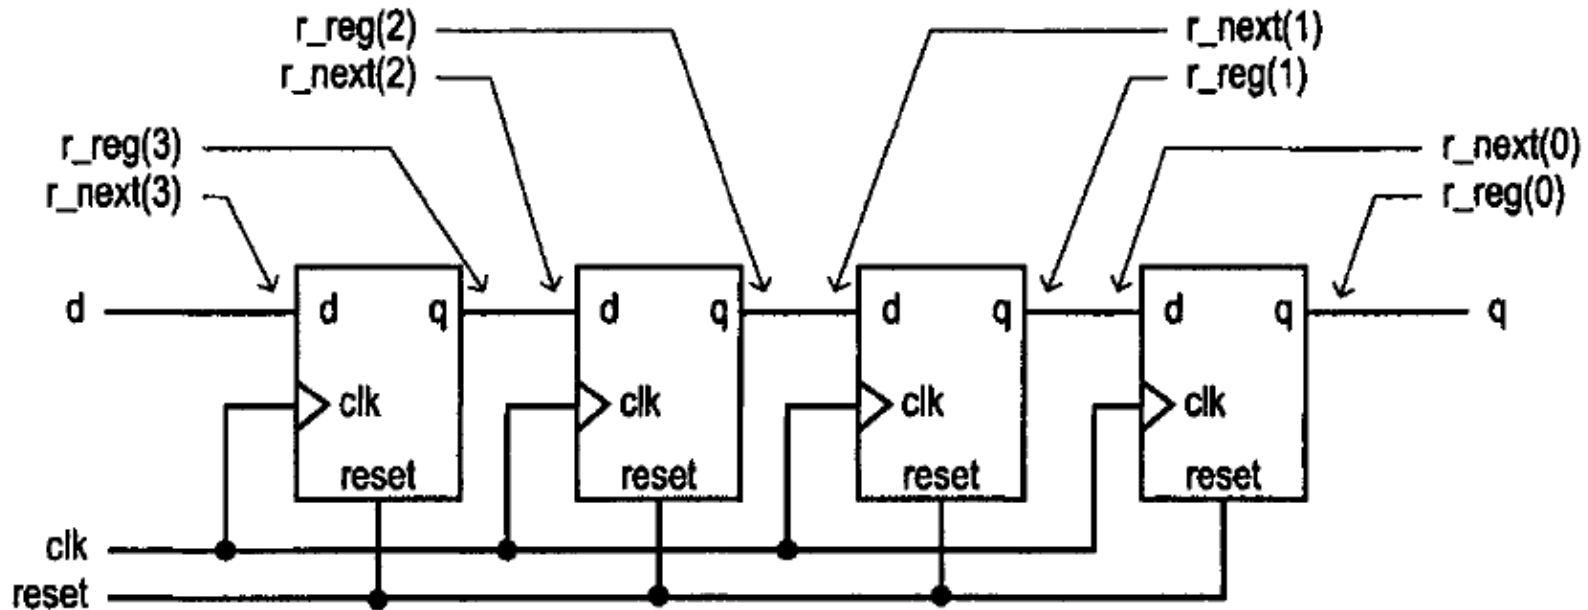 r_reg(2) r_next(1)
r_next(2) r_reg(1)
r_reg(3) r_next(0)
r_next(3) r_reg(0)
d d q d q d q d q q
clk clk clk clk
reset reset reset reset
clk
reset